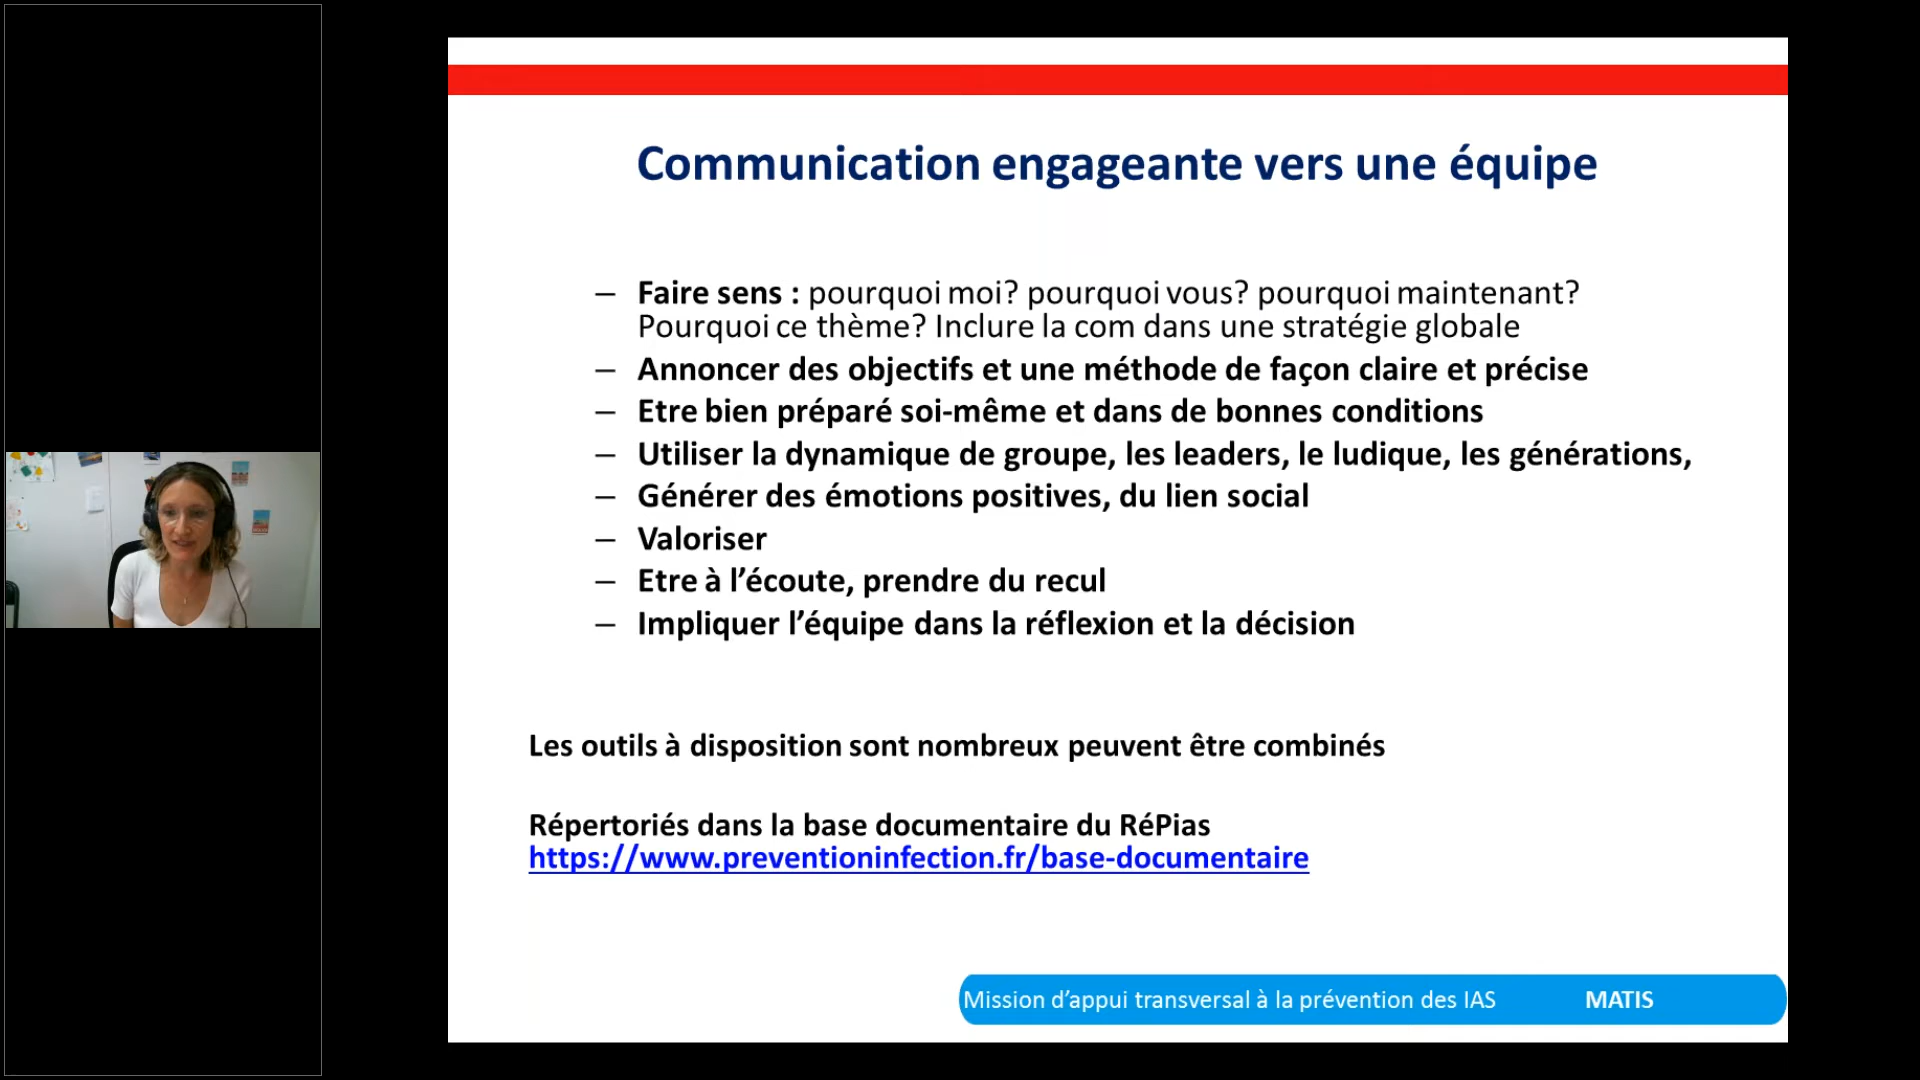 Communication engageante vers une équipe
– Faire sens : pourquoi moi? pourquoi vous? pourquoi maintenant?
Pourquoi ce thème? Inclure la com dans une stratégie globale
– Annoncer des objectifs et une méthode de façon claire et précise
– Etre bien préparé soi-même et dans de bonnes conditions
– Utiliser la dynamique de groupe, les leaders, le ludique, les générations,
– Générer des émotions positives, du lien social
– Valoriser
– Etre à l’écoute, prendre du recul
– Impliquer l’équipe dans la réflexion et la décision
Les outils à disposition sont nombreux peuvent être combinés
Répertoriés dans la base documentaire du RéPias
https://www.preventioninfection.fr/base-documentaire
Mission d’appui transversal à la prévention des IAS MATIS